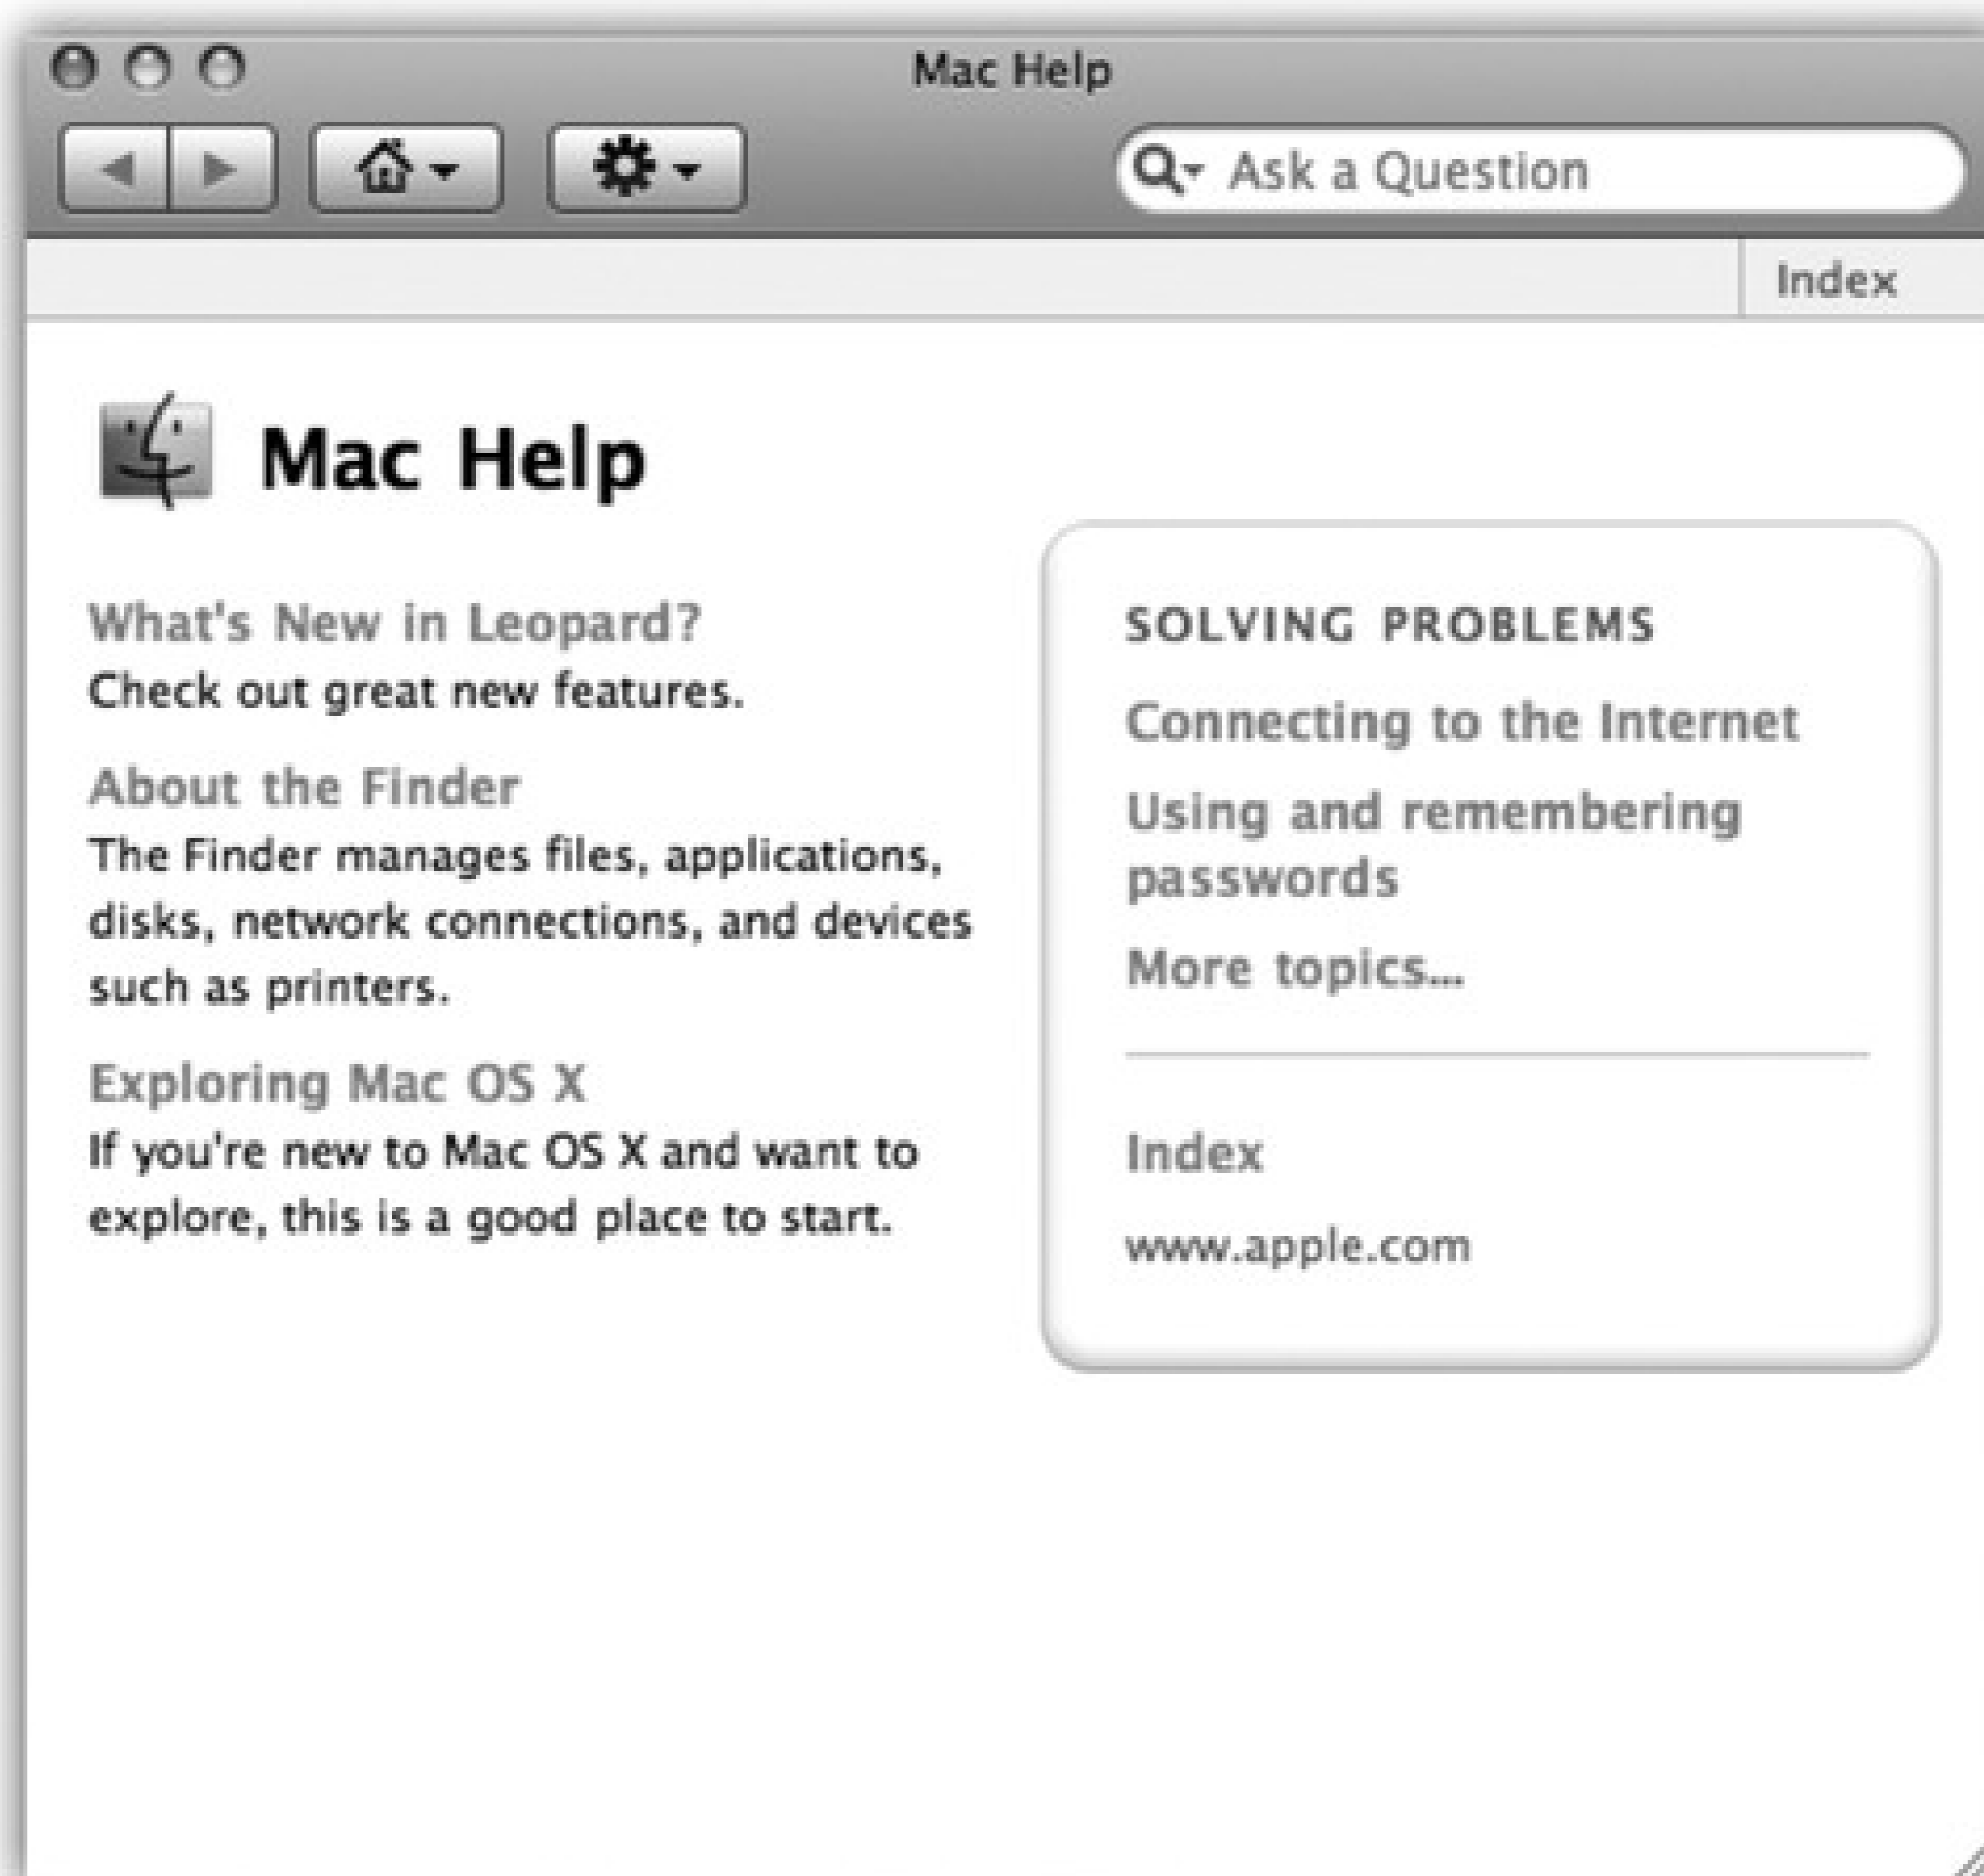 Mac Help
Ask a Question
Index
Mac Help
What's New in Leopard?
Check out great new features.
About the Finder
The Finder manages files, applications,
disks, network connections, and devices
such as printers.
Exploring Mac OS X
If you're new to Mac OS X and want to
explore, this is a good place to start.
SOLVING PROBLEMS
Connecting to the Internet
Using and remembering
passwords
More topics...
Index
www.apple.com